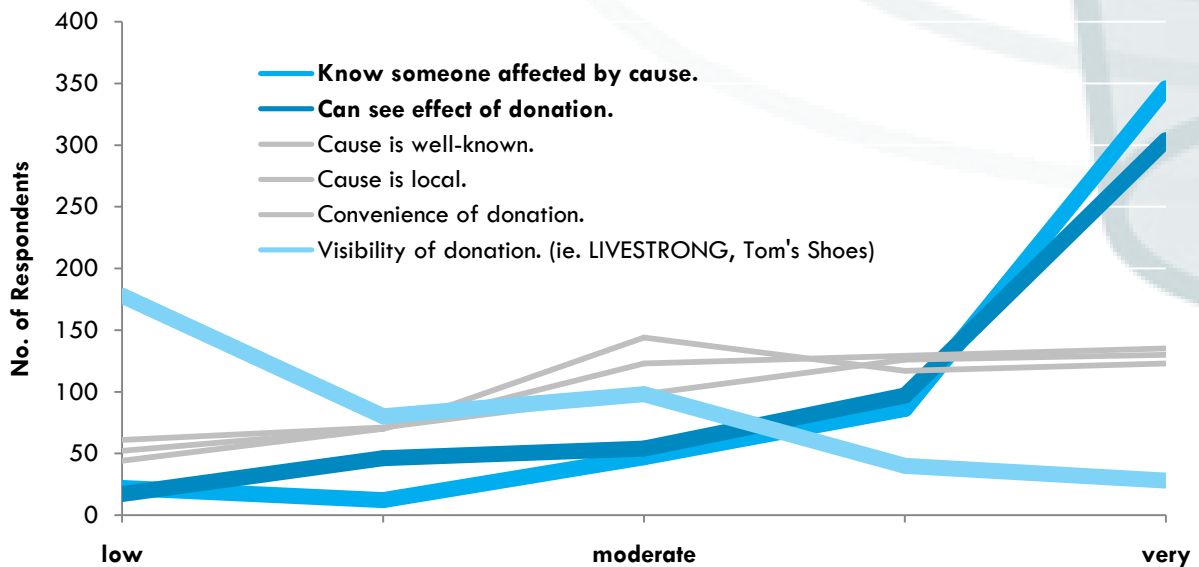 400
350
300
250
200
150
100
50
0
No. of Respondents
Know someone affected by cause.
Can see effect of donation.
Cause is well-known.
Cause is local.
Convenience of donation.
Visibility of donation. (ie. LIVESTRONG, Tom's Shoes)
low
moderate
very